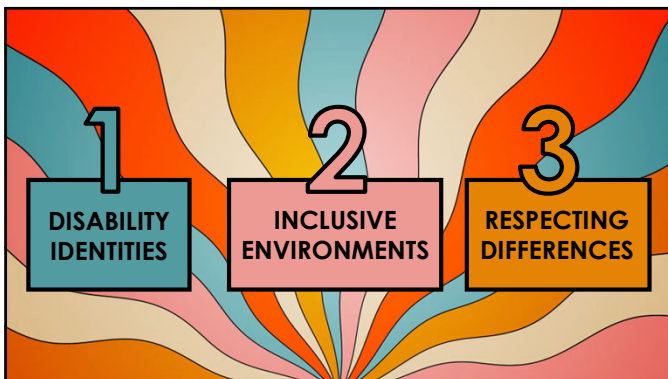 1
DISABILITY
IDENTITIES
2
INCLUSIVE
ENVIRONMENTS
3
RESPECTING
DIFFERENCES